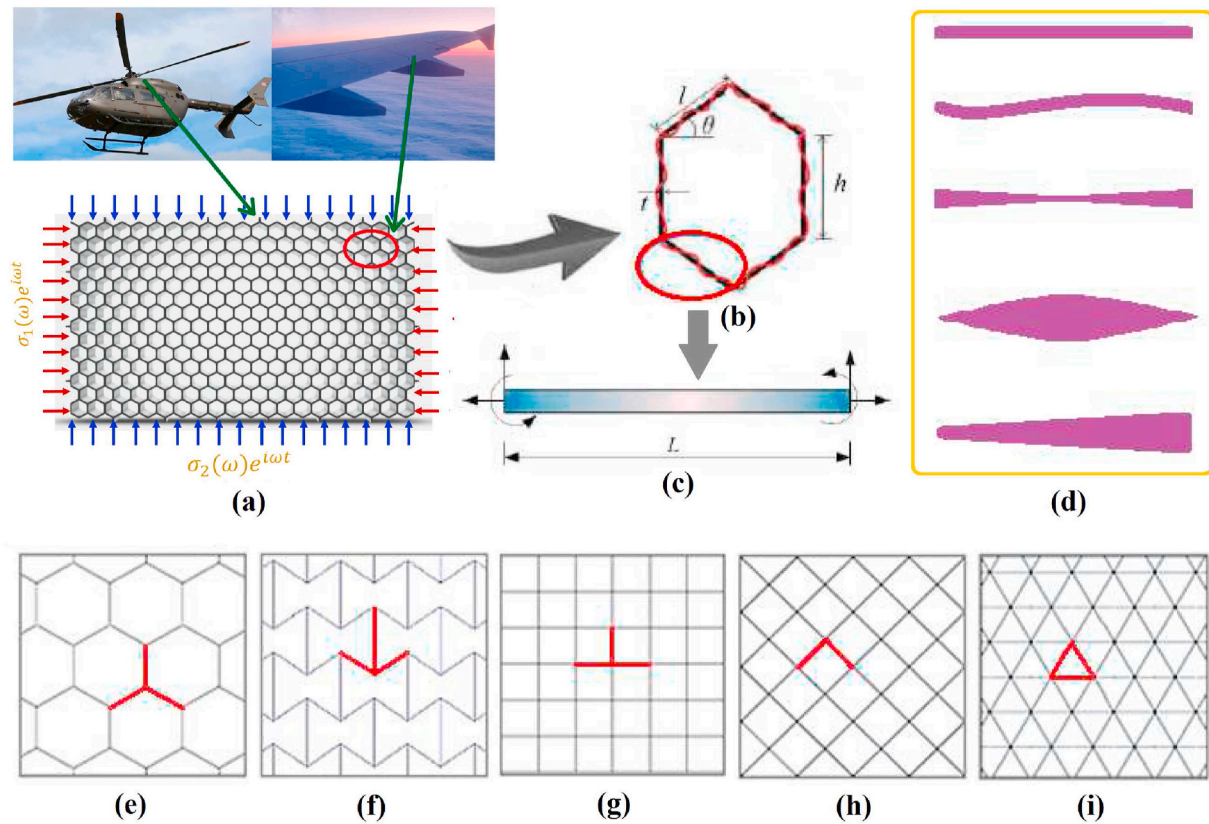 σ₁(ω)e^{iωt}
σ₂(ω)e^{iωt}
(a)
l
θ
t
h
(b)
L
(c)
(d)
(e)
(f)
(g)
(h)
(i)